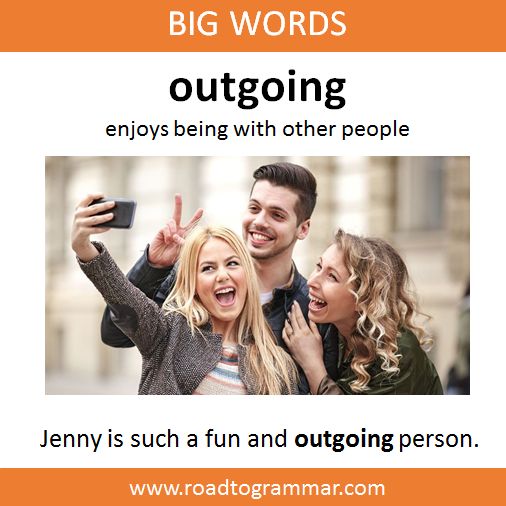 BIG WORDS
outgoing
enjoys being with other people
Jenny is such a fun and outgoing person.
www.roadtogrammar.com